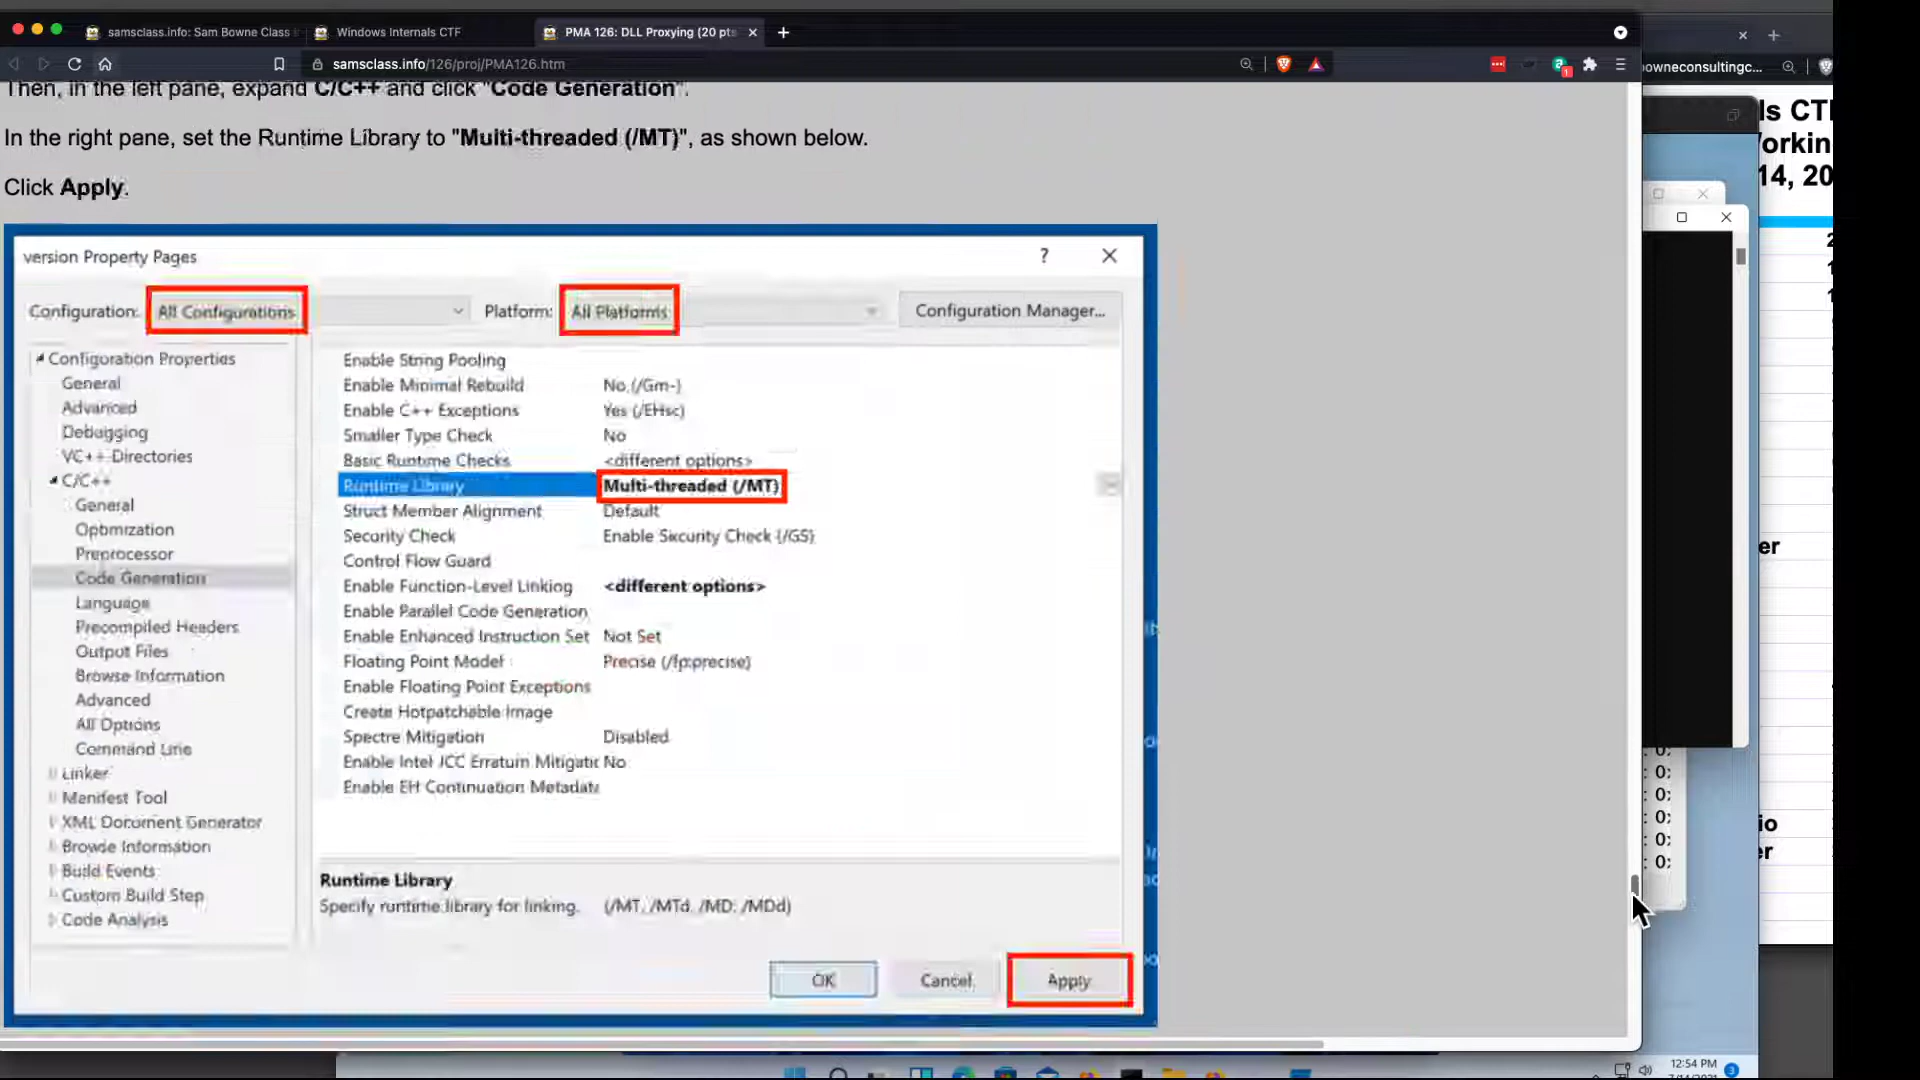 samsclass.info: Sam Bowne Class
Windows Internals CTF
PMA 126: DLL Proxying (20 pts
samsclass.info/126/proj/PMA126.htm
owneconsultingc...
Then, in the left pane, expand C/C++ and click "Code Generation".
In the right pane, set the Runtime Library to "Multi-threaded (/MT)", as shown below.
Click Apply.
version Property Pages
?
Configuration: All Configurations Platform: All Platforms Configuration Manager...
Configuration Properties
General
Advanced
Debugging
VC++ Directories
C/C++
General
Optimization
Preprocessor
Code Generation
Language
Precompiled Headers
Output Files
Browse Information
Advanced
All Options
Command Line
Linker
Manifest Tool
XML Document Generator
Browse Information
Build Events
Custom Build Step
Code Analysis
Enable String Pooling
Enable Minimal Rebuild No (/Gm-)
Enable C++ Exceptions Yes (/EHsc)
Smaller Type Check No
Basic Runtime Checks <different options>
Runtime Library Multi-threaded (/MT)
Struct Member Alignment Default
Security Check Enable Security Check (/GS)
Control Flow Guard
Enable Function-Level Linking <different options>
Enable Parallel Code Generation
Enable Enhanced Instruction Set Not Set
Floating Point Model Precise (/fp:precise)
Enable Floating Point Exceptions
Create Hotpatchable Image
Spectre Mitigation Disabled
Enable Intel JCC Erratum Mitigatic No
Enable EH Continuation Metadata
Runtime Library
Specify runtime library for linking. (/MT, /MTd, /MD, /MDd)
OK Cancel Apply
ls CTF
orkin
14, 20
er
io
er
: 0:
: 0:
: 0:
: 0:
: 0:
12:54 PM
7/14/2021
3